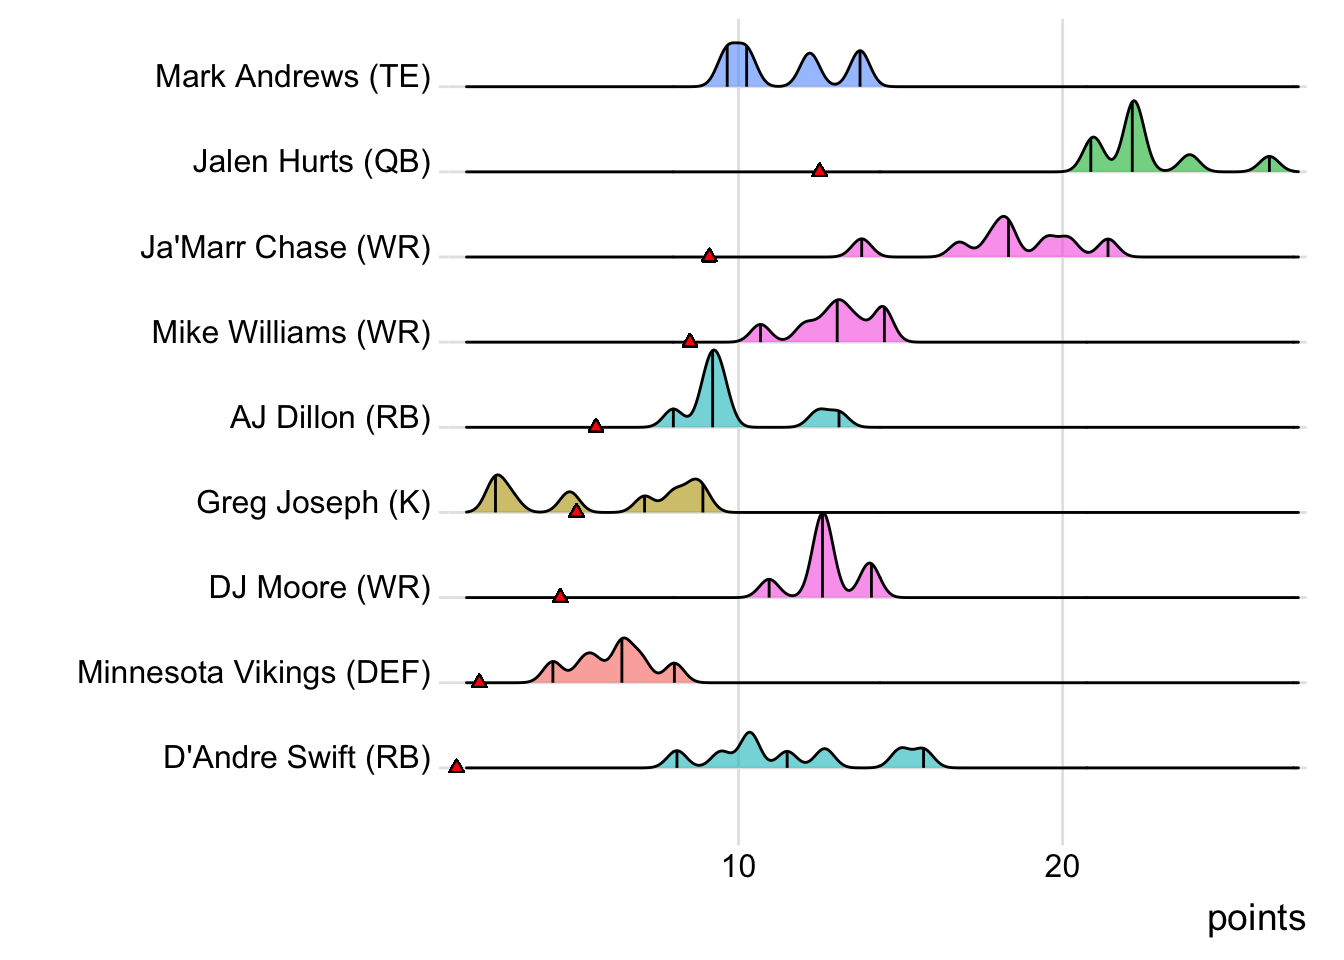 Mark Andrews (TE)
Jalen Hurts (QB)
Ja'Marr Chase (WR)
Mike Williams (WR)
AJ Dillon (RB)
Greg Joseph (K)
DJ Moore (WR)
Minnesota Vikings (DEF)
D'Andre Swift (RB)
10 20
points